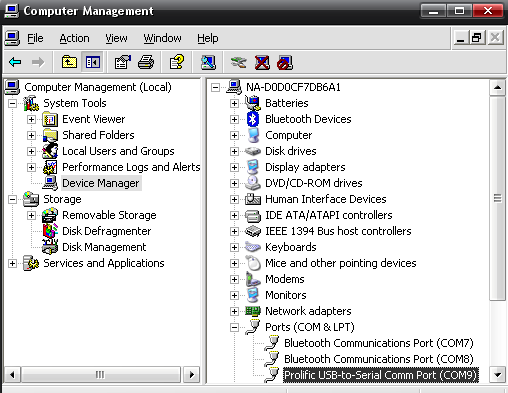 Computer Management
File Action View Window Help
Computer Management (Local)
System Tools
Event Viewer
Shared Folders
Local Users and Groups
Performance Logs and Alerts
Device Manager
Storage
Removable Storage
Disk Defragmenter
Disk Management
Services and Applications
NA-D0D0CF7DB6A1
Batteries
Bluetooth Devices
Computer
Disk drives
Display adapters
DVD/CD-ROM drives
Human Interface Devices
IDE ATA/ATAPI controllers
IEEE 1394 Bus host controllers
Keyboards
Mice and other pointing devices
Modems
Monitors
Network adapters
Ports (COM & LPT)
Bluetooth Communications Port (COM7)
Bluetooth Communications Port (COM8)
Prolific USB-to-Serial Comm Port (COM9)